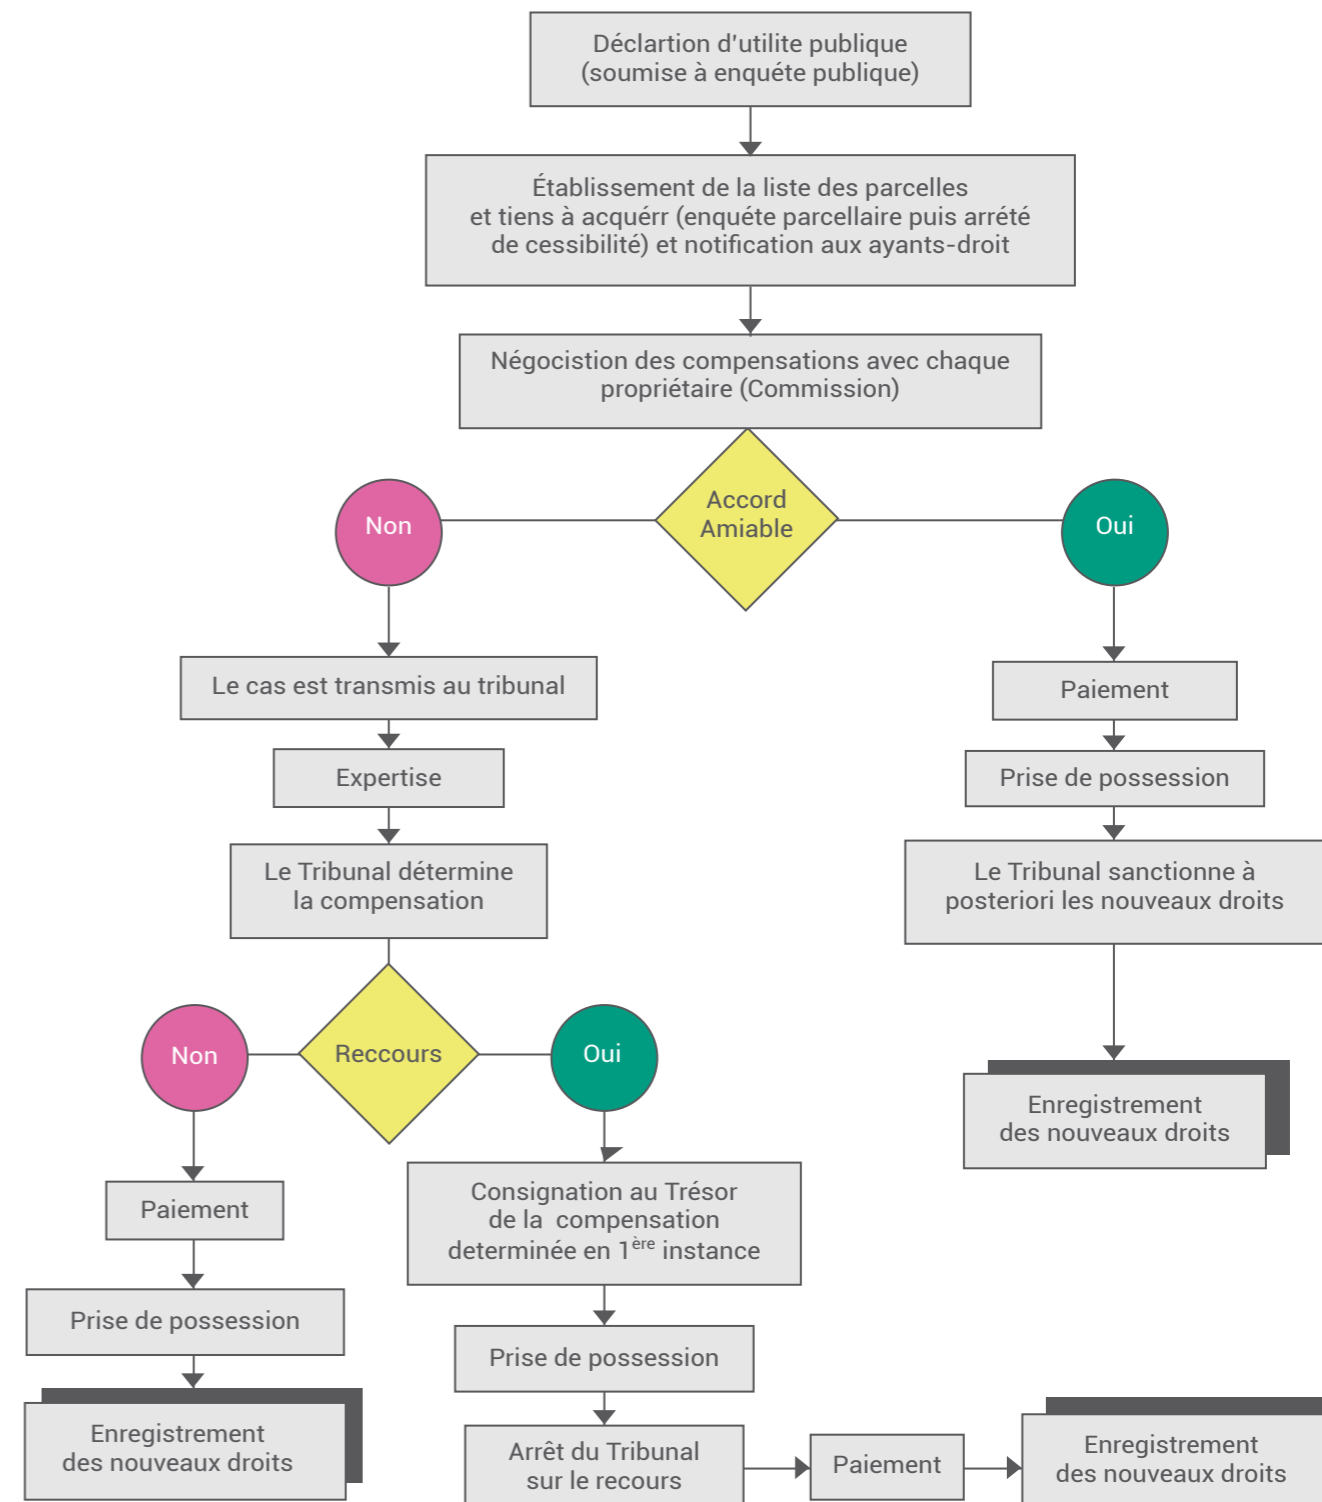 Déclartion d'utilite publique
(soumise à enquéte publique)
Établissement de la liste des parcelles
et tiens à acquérr (enquéte parcellaire puis arrété
de cessibilité) et notification aux ayants-droit
Négocistion des compensations avec chaque
propriétaire (Commission)
Accord
Amiable
Non
Oui
Le cas est transmis au tribunal
Paiement
Expertise
Prise de possession
Le Tribunal détermine
la compensation
Le Tribunal sanctionne à
posteriori les nouveaux droits
Non
Reccours
Oui
Enregistrement
des nouveaux droits
Paiement
Consignation au Trésor
de la compensation
determinée en 1ère instance
Prise de possession
Prise de possession
Enregistrement
des nouveaux droits
Arrêt du Tribunal
sur le recours
Paiement
Enregistrement
des nouveaux droits